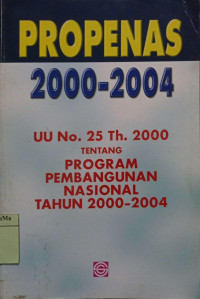 PROPENAS
2000-2004
UU No. 25 Th. 2000
TENTANG
PROGRAM
PEMBANGUNAN
NASIONAL
TAHUN 2000-2004